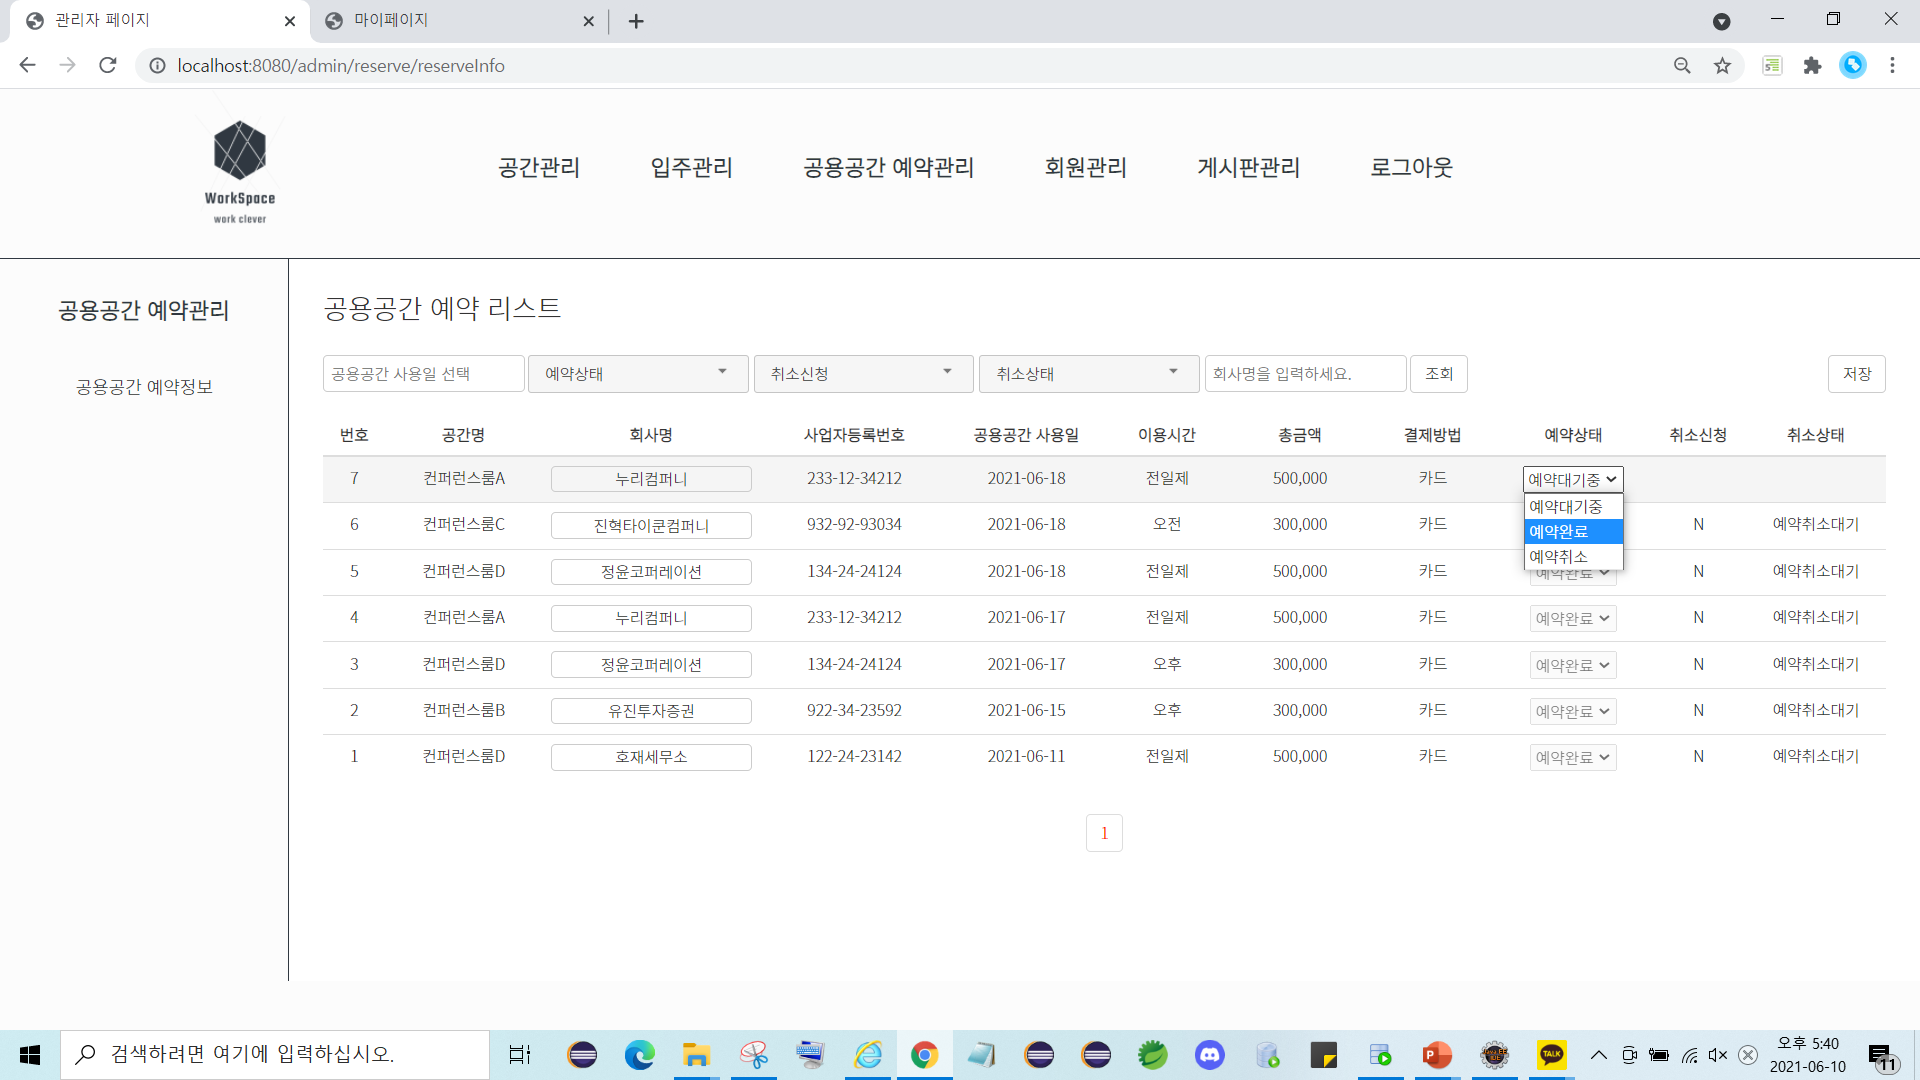 관리자 페이지
마이페이지
localhost:8080/admin/reserve/reserveInfo
WorkSpace
work clever
공간관리 입주관리 공용공간 예약관리 회원관리 게시판관리 로그아웃
공용공간 예약관리
공용공간 예약정보
공용공간 예약 리스트
공용공간 사용일 선택 예약상태 취소신청 취소상태 회사명을 입력하세요. 조회 저장
번호 공간명 회사명 사업자등록번호 공용공간 사용일 이용시간 총금액 결제방법 예약상태 취소신청 취소상태
7 컨퍼런스룸A 누리컴퍼니 233-12-34212 2021-06-18 전일제 500,000 카드 예약대기중
예약대기중
예약완료
예약취소
6 컨퍼런스룸C 진혁타이쿤컴퍼니 932-92-93034 2021-06-18 오전 300,000 카드 N 예약취소대기
5 컨퍼런스룸D 정윤코퍼레이션 134-24-24124 2021-06-18 전일제 500,000 카드 예약완료 N 예약취소대기
4 컨퍼런스룸A 누리컴퍼니 233-12-34212 2021-06-17 전일제 500,000 카드 예약완료 N 예약취소대기
3 컨퍼런스룸D 정윤코퍼레이션 134-24-24124 2021-06-17 오후 300,000 카드 예약완료 N 예약취소대기
2 컨퍼런스룸B 유진투자증권 922-34-23592 2021-06-15 오후 300,000 카드 예약완료 N 예약취소대기
1 컨퍼런스룸D 호재세무소 122-24-23142 2021-06-11 전일제 500,000 카드 예약완료 N 예약취소대기
1
검색하려면 여기에 입력하십시오.
TALK
오후 5:40
2021-06-10
11